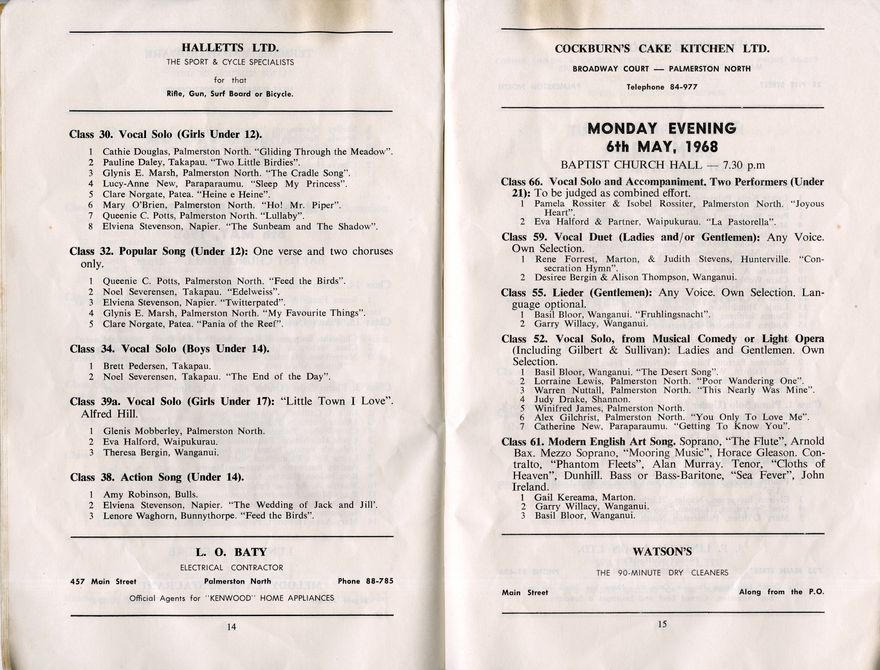 HALLETTS LTD.
THE SPORT & CYCLE SPECIALISTS
for that
Rifle, Gun, Surf Board or Bicycle.
Class 30. Vocal Solo (Girls Under 12).
1 Cathie Douglas, Palmerston North. "Gliding Through the Meadow".
2 Pauline Daley, Takapau. "Two Little Birdies".
3 Glynis E. Marsh, Palmerston North. "The Cradle Song".
4 Lucy-Anne New, Paraparaumu. "Sleep My Princess".
5 Clare Norgate, Patea. "Heine e Heine".
6 Mary O'Brien, Palmerston North. "Ho! Mr. Piper".
7 Queenie C. Potts, Palmerston North. "Lullaby".
8 Elviena Stevenson, Napier. "The Sunbeam and The Shadow".
Class 32. Popular Song (Under 12): One verse and two choruses
only.
1 Queenie C. Potts, Palmerston North. "Feed the Birds".
2 Noel Severensen, Takapau. "Edelweiss".
3 Elviena Stevenson, Napier. "Twitterpated".
4 Glynis E. Marsh, Palmerston North. "My Favourite Things".
5 Clare Norgate, Patea. "Pania of the Reef".
Class 34. Vocal Solo (Boys Under 14).
1 Brett Pedersen, Takapau.
2 Noel Severensen, Takapau. "The End of the Day".
Class 39a. Vocal Solo (Girls Under 17): "Little Town I Love".
Alfred Hill.
1 Glenis Mobberley, Palmerston North.
2 Eva Halford, Waipukurau.
3 Theresa Bergin, Wanganui.
Class 38. Action Song (Under 14).
1 Amy Robinson, Bulls.
2 Elviena Stevenson, Napier. "The Wedding of Jack and Jill'.
3 Lenore Waghorn, Bunnythorpe. "Feed the Birds".
L. O. BATY
ELECTRICAL CONTRACTOR
457 Main Street Palmerston North Phone 88-785
Official Agents for "KENWOOD" HOME APPLIANCES
14
COCKBURN'S CAKE KITCHEN LTD.
BROADWAY COURT — PALMERSTON NORTH
Telephone 84-977
MONDAY EVENING
6th MAY, 1968
BAPTIST CHURCH HALL — 7.30 p.m
Class 66. Vocal Solo and Accompaniment. Two Performers (Under
21): To be judged as combined effort.
1 Pamela Rossiter & Isobel Rossiter, Palmerston North. "Joyous
Heart".
2 Eva Halford & Partner, Waipukurau. "La Pastorella".
Class 59. Vocal Duet (Ladies and/or Gentlemen): Any Voice.
Own Selection.
1 Rene Forrest, Marton, & Judith Stevens, Hunterville. "Con-
secration Hymn".
2 Desiree Bergin & Alison Thompson, Wanganui.
Class 55. Lieder (Gentlemen): Any Voice. Own Selection. Lan-
guage optional.
1 Basil Bloor, Wanganui. "Fruhlingsnacht".
2 Garry Willacy, Wanganui.
Class 52. Vocal Solo, from Musical Comedy or Light Opera
(Including Gilbert & Sullivan): Ladies and Gentlemen. Own
Selection.
1 Basil Bloor, Wanganui. "The Desert Song".
2 Lorraine Lewis, Palmerston North. "Poor Wandering One".
3 Warren Nuttall, Palmerston North. "This Nearly Was Mine".
4 Judy Drake, Shannon.
5 Winifred James, Palmerston North.
6 Alex Gilchrist, Palmerston North. "You Only To Love Me".
7 Catherine New, Paraparaumu. "Getting To Know You".
Class 61. Modern English Art Song. Soprano, "The Flute", Arnold
Bax. Mezzo Soprano, "Mooring Music", Horace Gleason. Con-
tralto, "Phantom Fleets", Alan Murray. Tenor, "Cloths of
Heaven", Dunhill. Bass or Bass-Baritone, "Sea Fever", John
Ireland.
1 Gail Kereama, Marton.
2 Garry Willacy, Wanganui.
3 Basil Bloor, Wanganui.
WATSON'S
THE 90-MINUTE DRY CLEANERS
Main Street Along from the P.O.
15